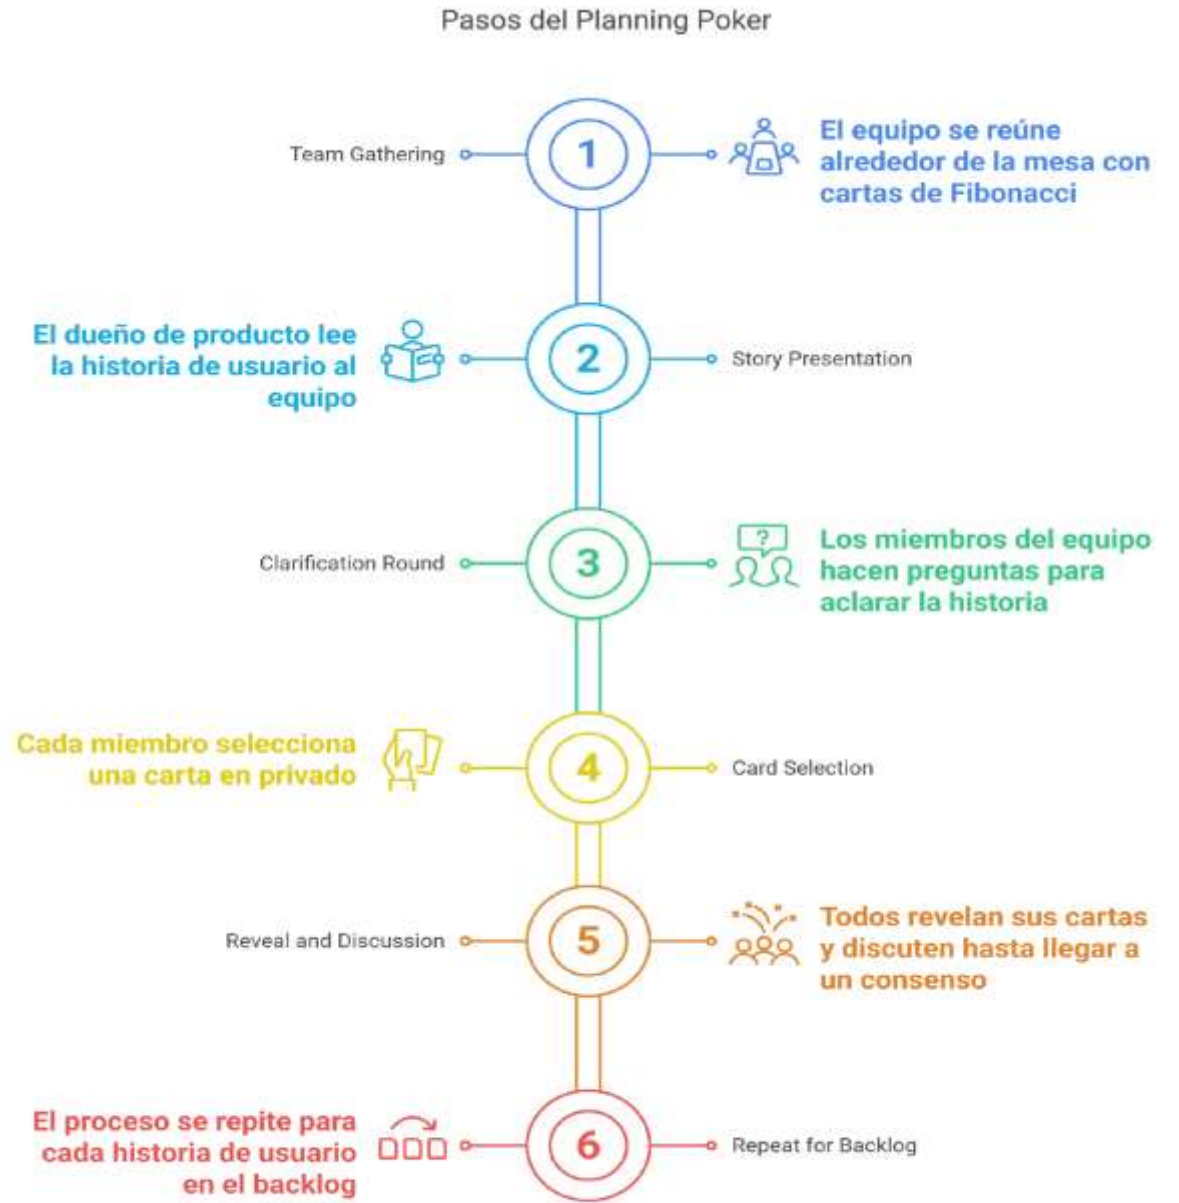 Pasos del Planning Poker
Team Gathering
1
El equipo se reúne
alrededor de la mesa con
cartas de Fibonacci
El dueño de producto lee
la historia de usuario al
equipo
2
Story Presentation
Clarification Round
3
?
Los miembros del equipo
hacen preguntas para
aclarar la historia
Cada miembro selecciona
una carta en privado
4
Card Selection
Reveal and Discussion
5
Todos revelan sus cartas
y discuten hasta llegar a
un consenso
El proceso se repite para
cada historia de usuario
en el backlog
6
Repeat for Backlog